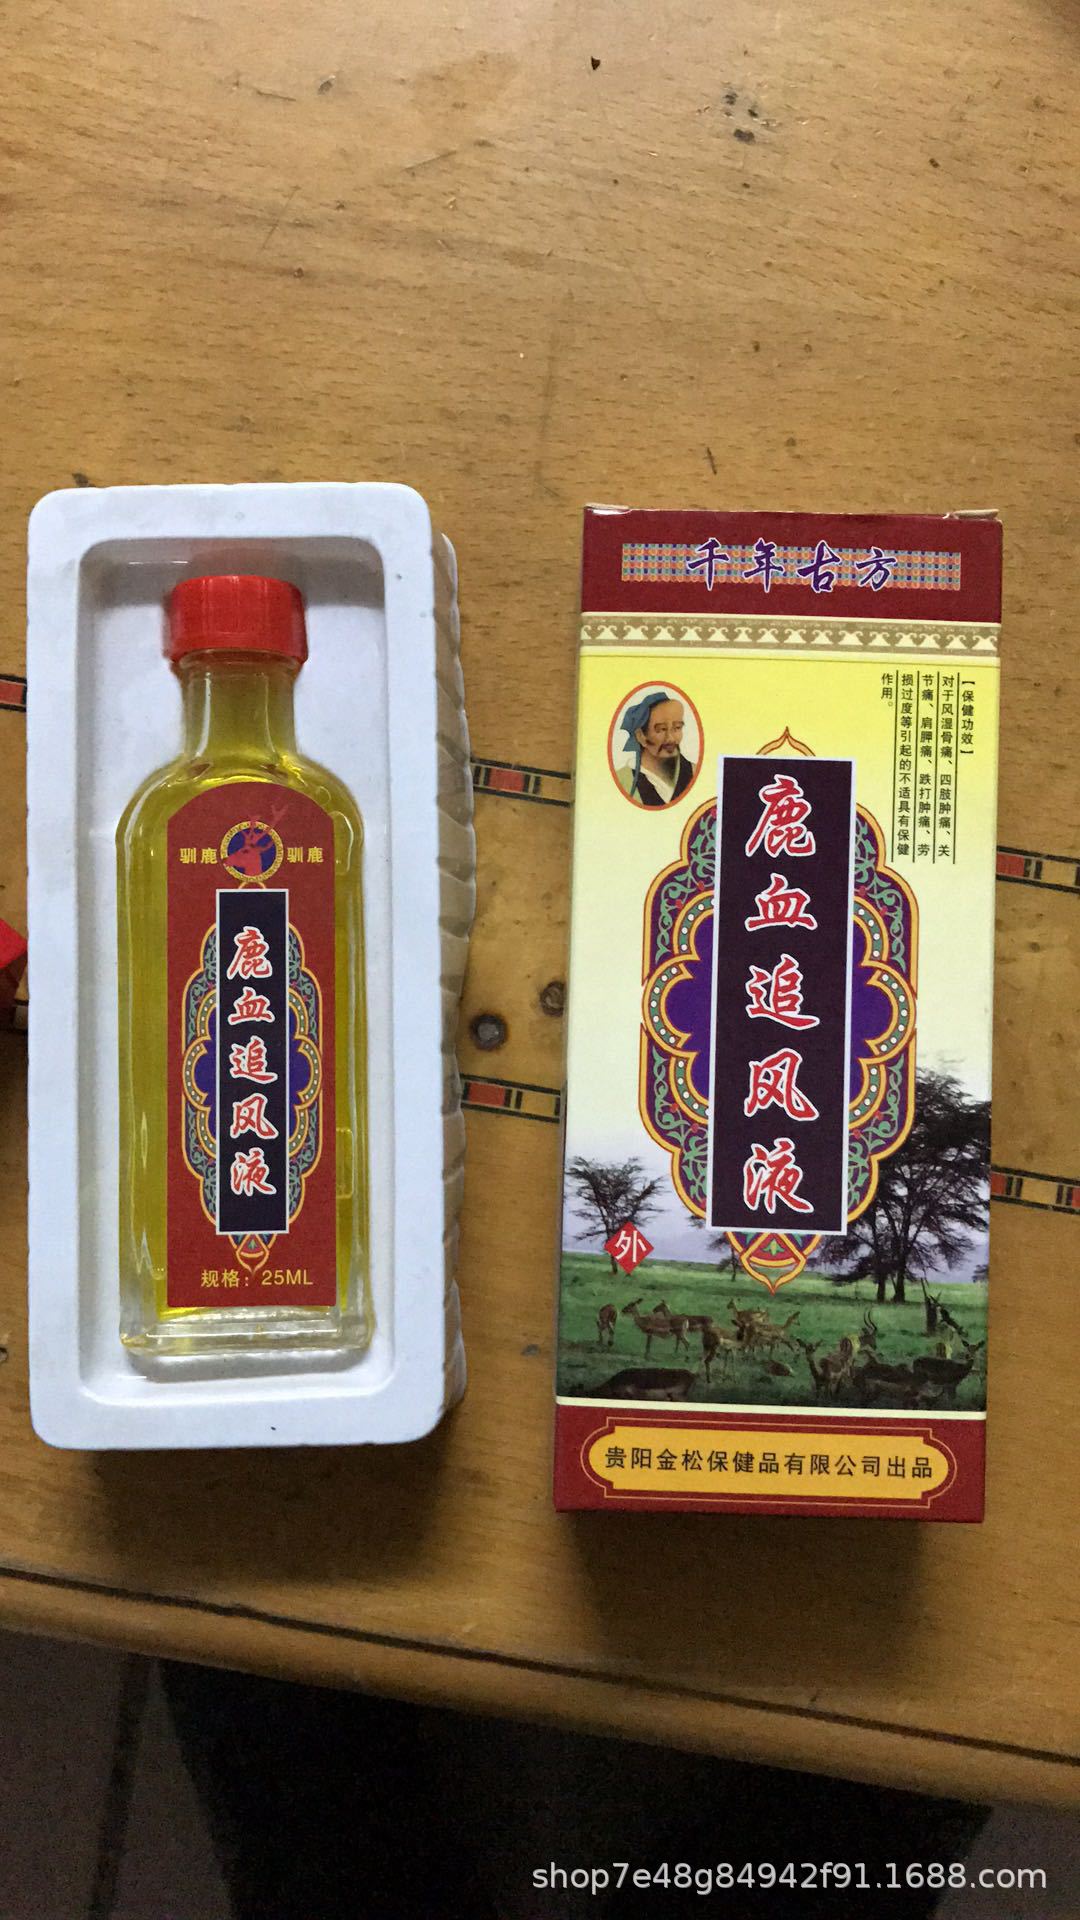 驯鹿 驯鹿
鹿血追风液
规格：25ML
千年古方
【保健功效】
对于风湿骨痛、四肢肿痛、关
节痛、肩胛痛、跌打肿痛、劳
损过度等引起的不适具有保健
作用。
鹿血追风液
外
贵阳金松保健品有限公司出品
shop7e48g84942f91.1688.com